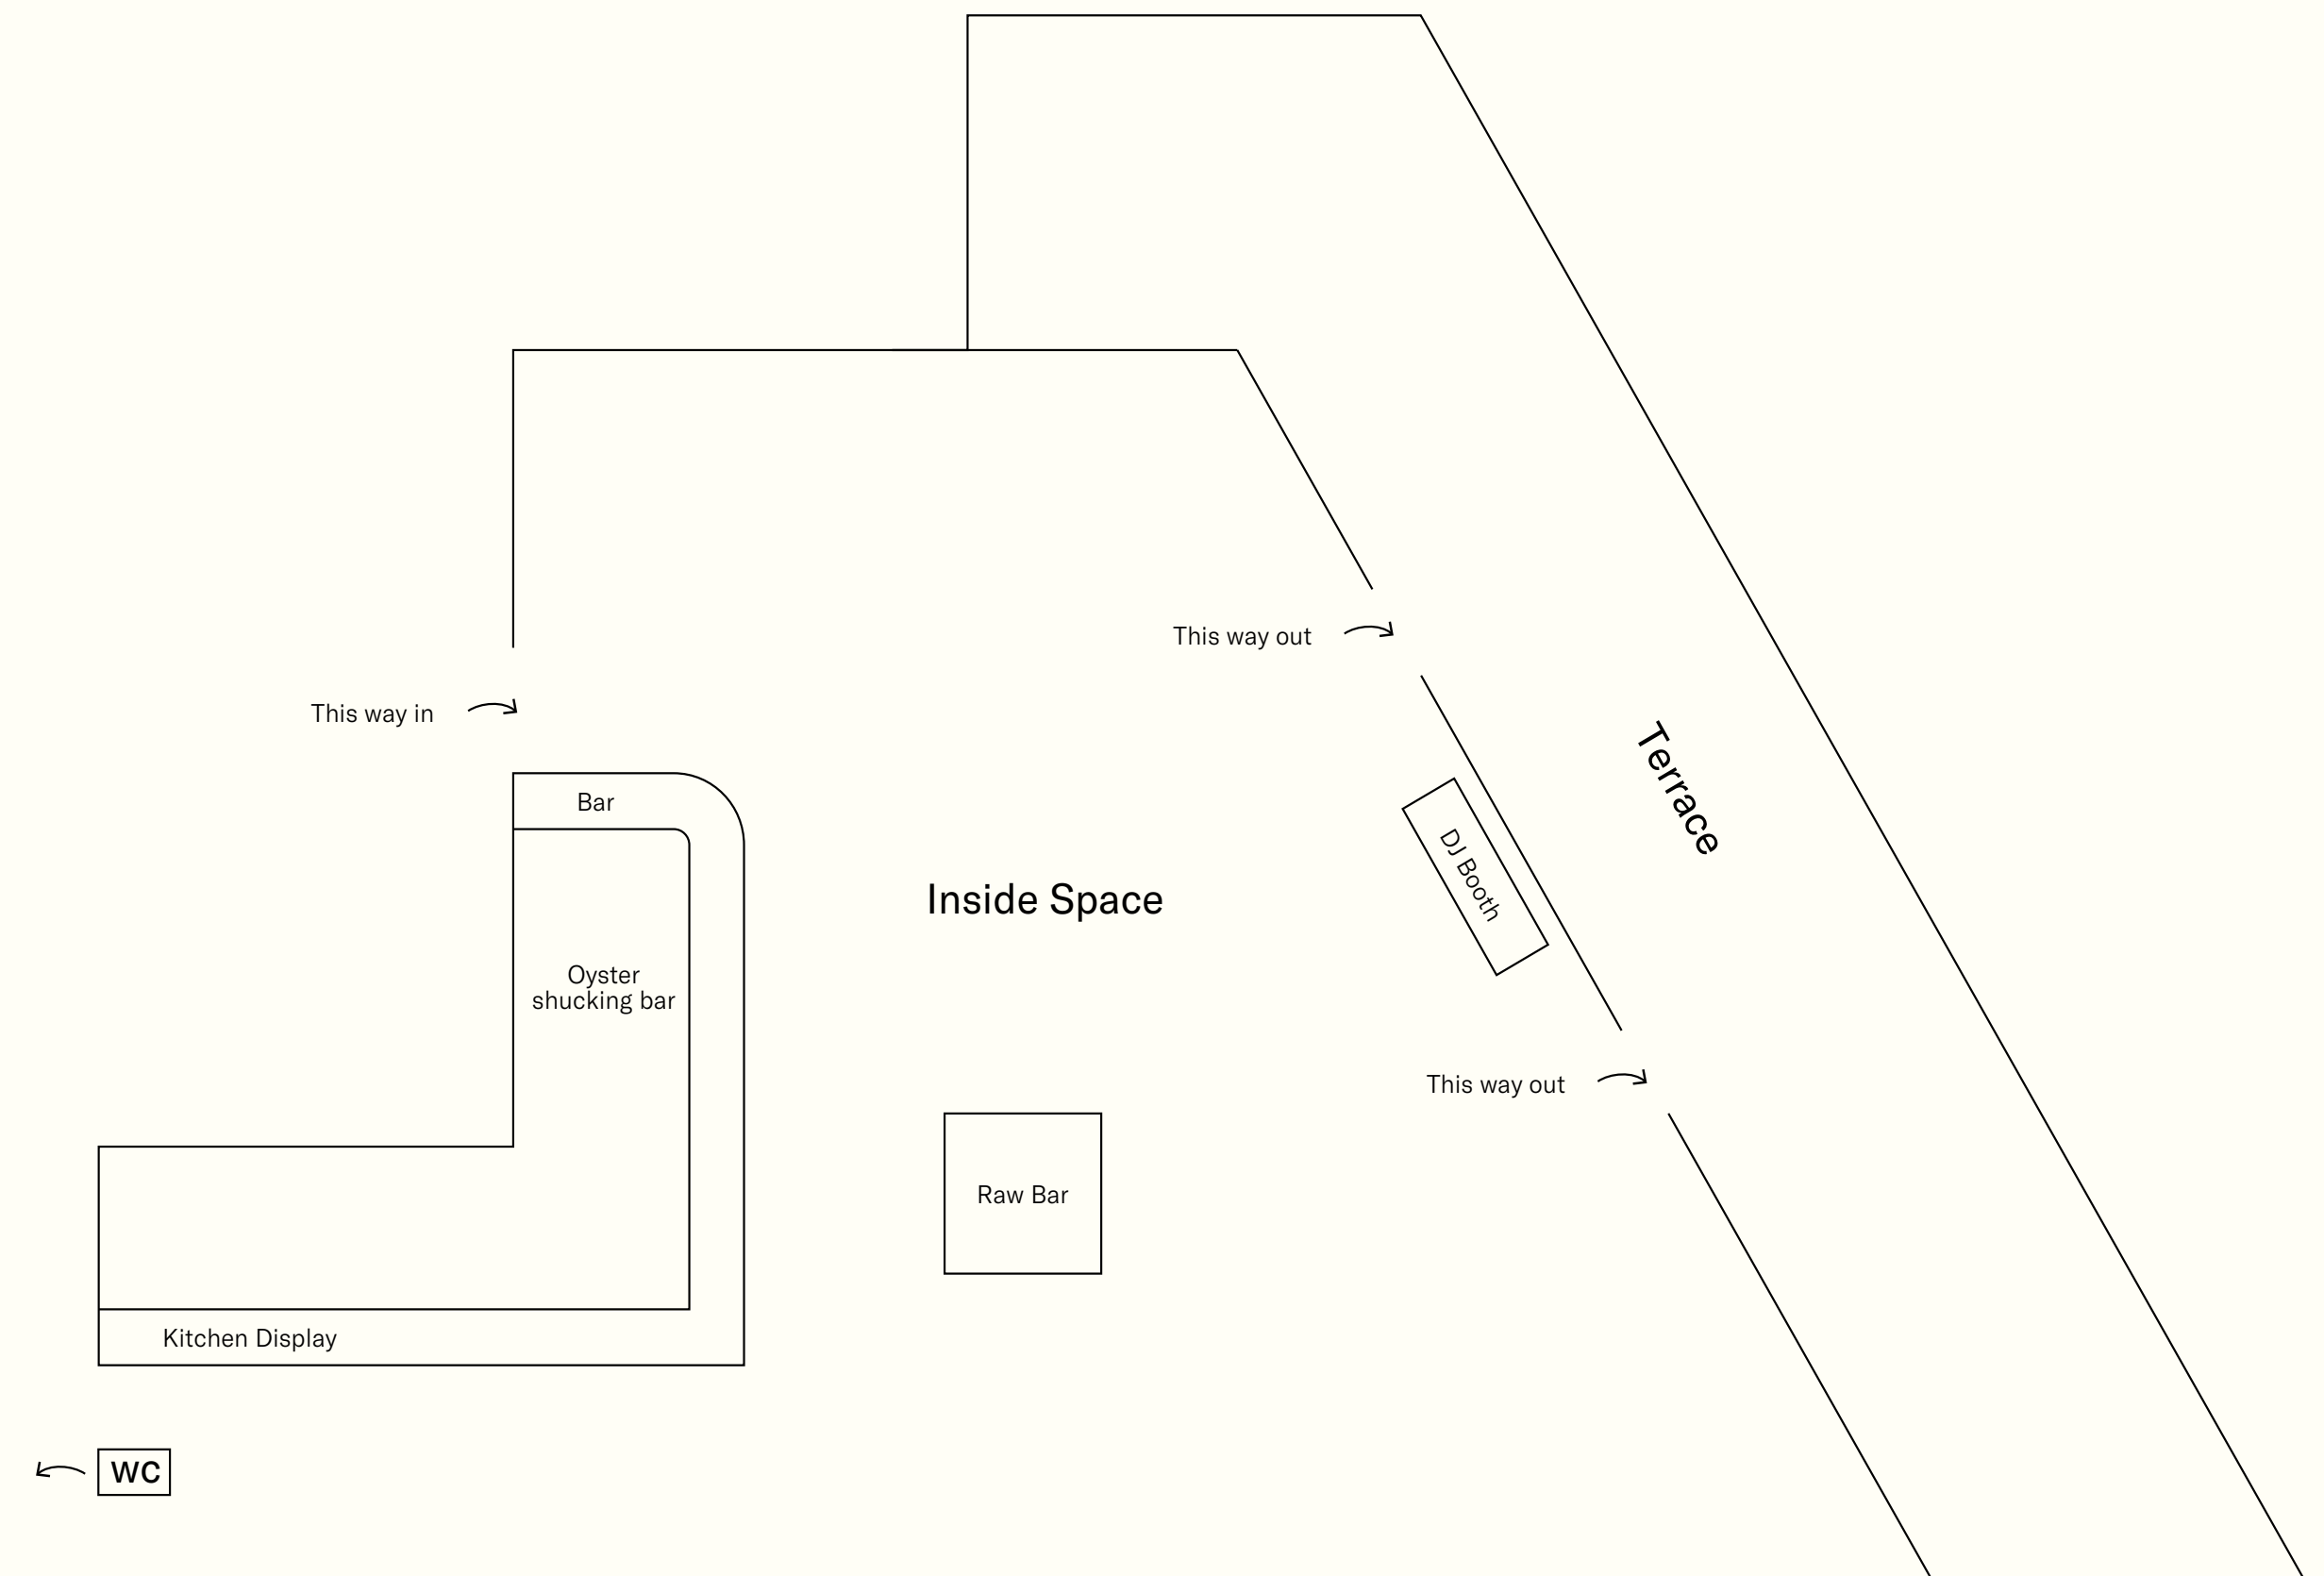 This way out
This way in
Terrace
Bar
DJ Booth
Inside Space
Oyster
shucking bar
This way out
Raw Bar
Kitchen Display
WC